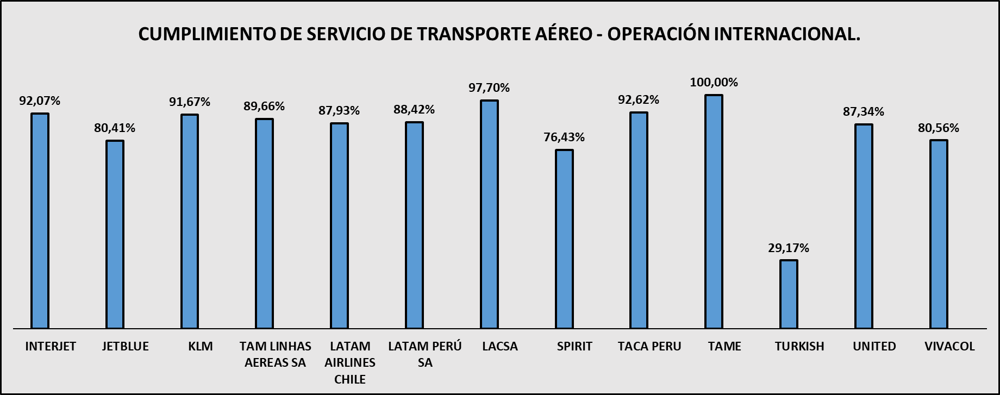 CUMPLIMIENTO DE SERVICIO DE TRANSPORTE AÉREO - OPERACIÓN INTERNACIONAL.
92,07%
80,41%
91,67%
89,66%
87,93%
88,42%
97,70%
76,43%
92,62%
100,00%
29,17%
87,34%
80,56%
INTERJET
JETBLUE
KLM
TAM LINHAS
AEREAS SA
LATAM
AIRLINES
CHILE
LATAM PERÚ
SA
LACSA
SPIRIT
TACA PERU
TAME
TURKISH
UNITED
VIVACOL